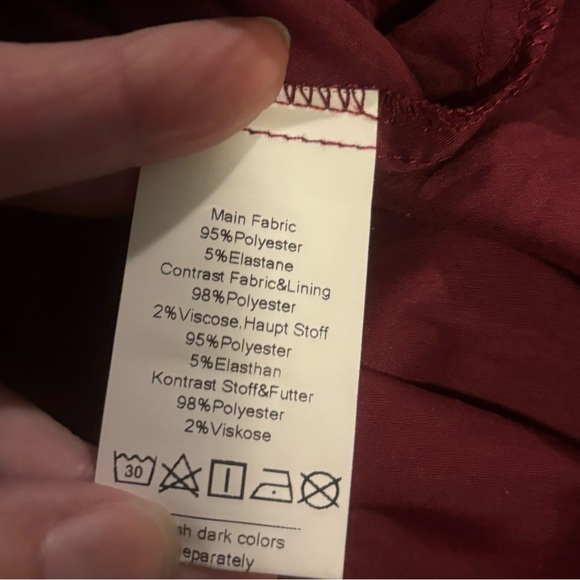 Main Fabric
95%Polyester
5%Elastane
Contrast Fabric&Lining
98%Polyester
2%Viscose,Haupt Stoff
95%Polyester
5%Elasthan
Kontrast Stoff&Futter
98%Polyester
2%Viskose
30
dark colors